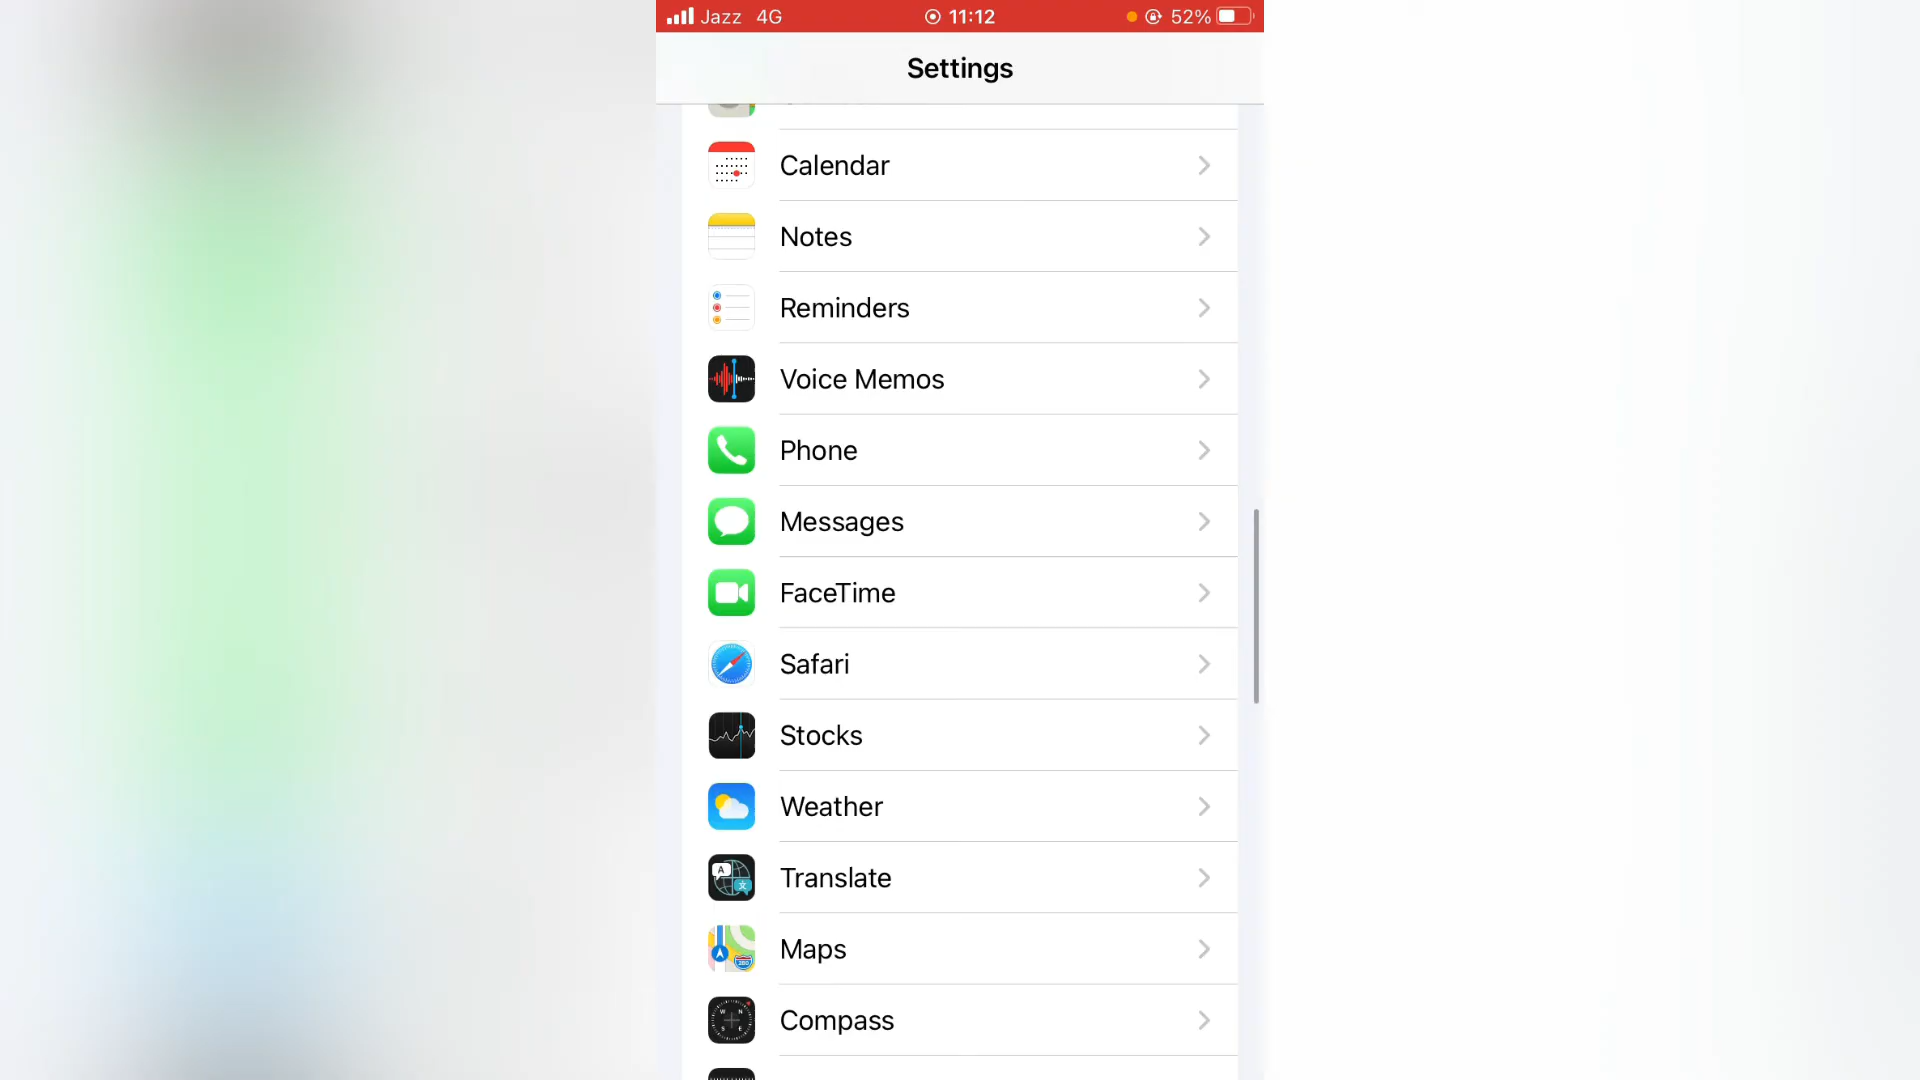 Jazz 4G 11:12 52%
Settings
Calendar
Notes
Reminders
Voice Memos
Phone
Messages
FaceTime
Safari
Stocks
Weather
Translate
Maps
Compass